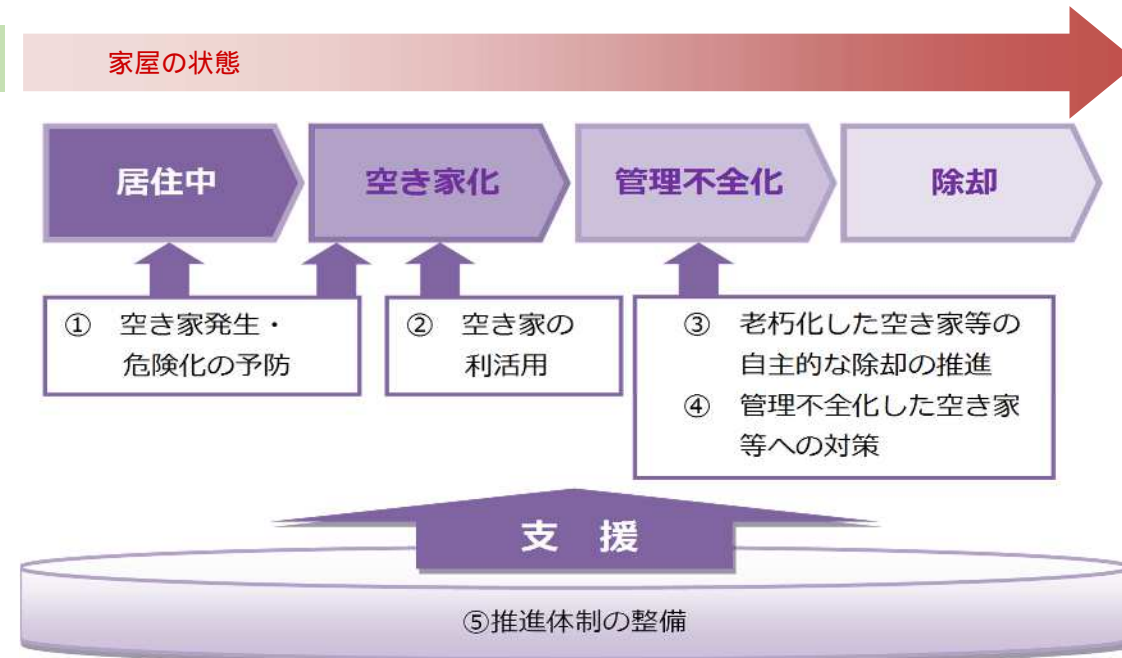 家屋の状態
居住中
空き家化
管理不全化
除却
① 空き家発生・
危険化の予防
② 空き家の
利活用
③ 老朽化した空き家等の
自主的な除却の推進
④ 管理不全化した空き家
等への対策
支 援
⑤推進体制の整備